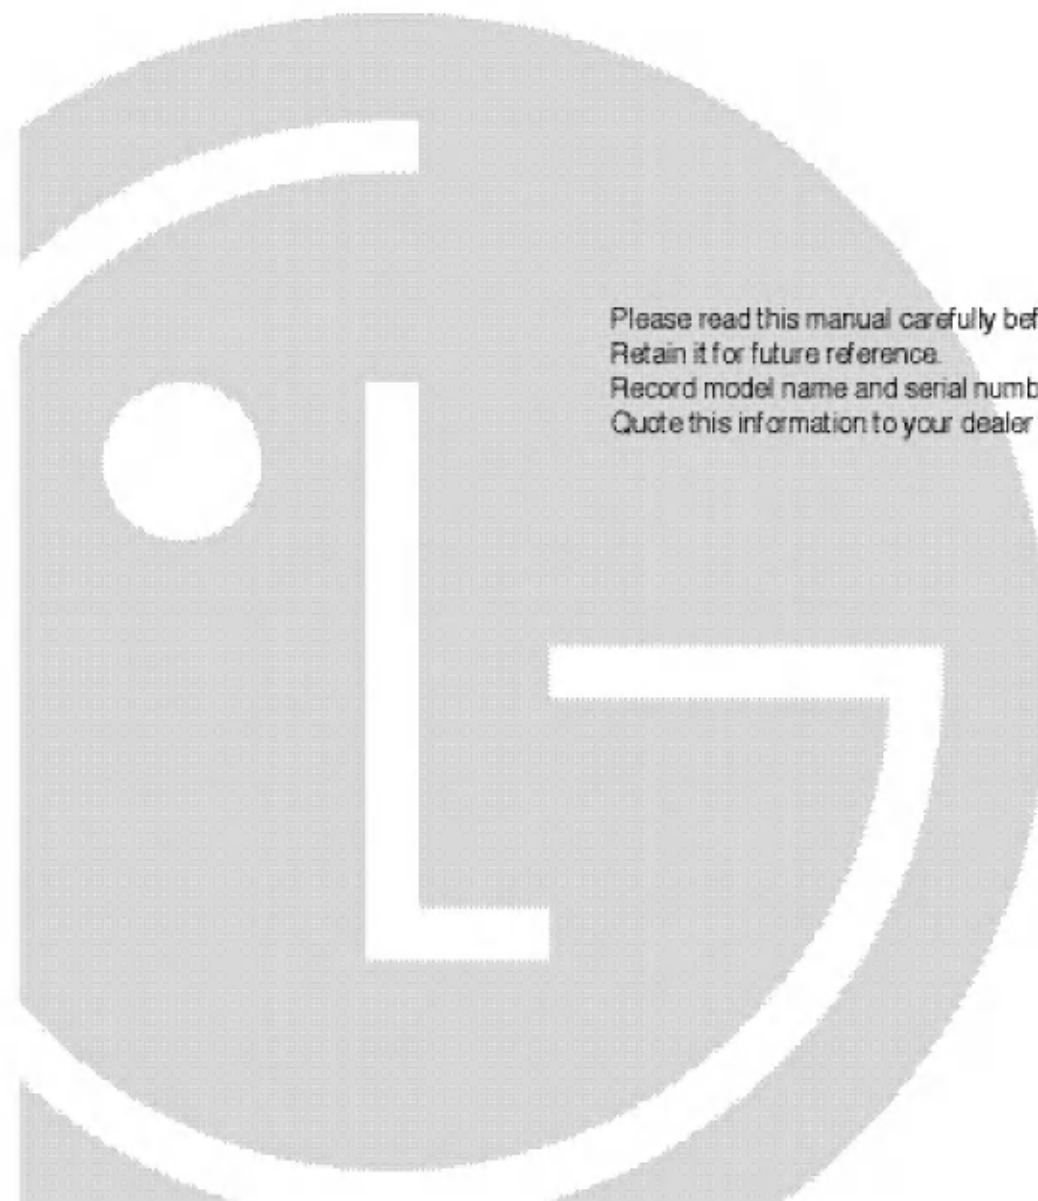 Please read this manual carefully bef
Retain it for future reference.
Record model name and serial numb
Quote this information to your dealer
LG